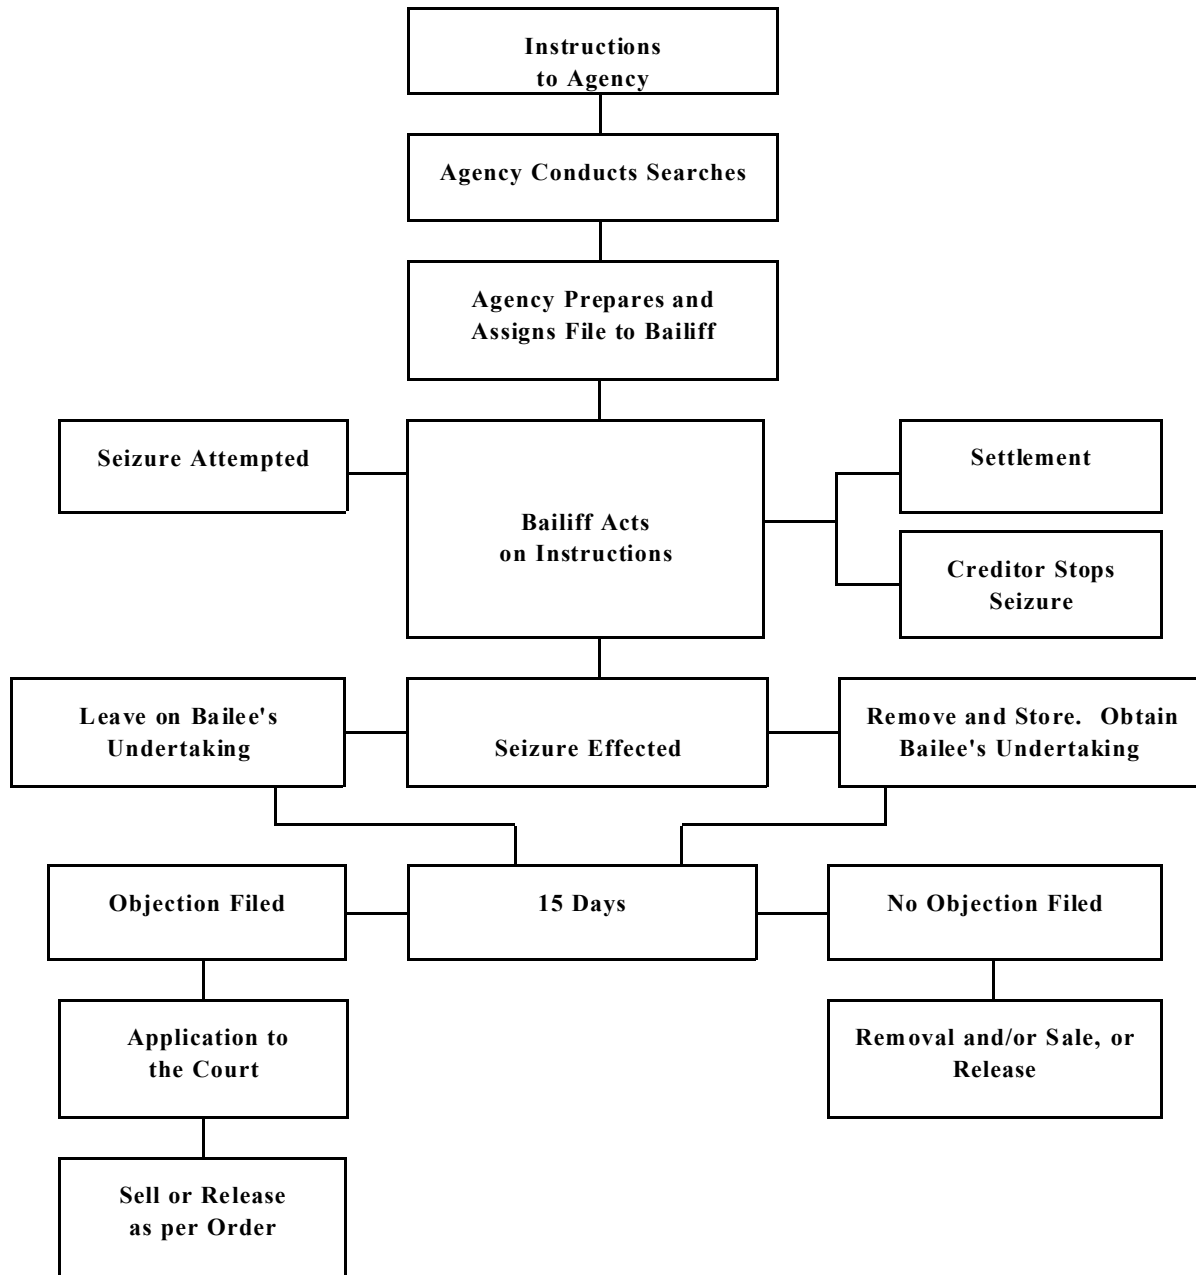 Instructions
to Agency
Agency Conducts Searches
Agency Prepares and
Assigns File to Bailiff
Seizure Attempted
Bailiff Acts
on Instructions
Settlement
Creditor Stops
Seizure
Leave on Bailee's
Undertaking
Seizure Effected
Remove and Store. Obtain
Bailee's Undertaking
Objection Filed
15 Days
No Objection Filed
Application to
the Court
Removal and/or Sale, or
Release
Sell or Release
as per Order